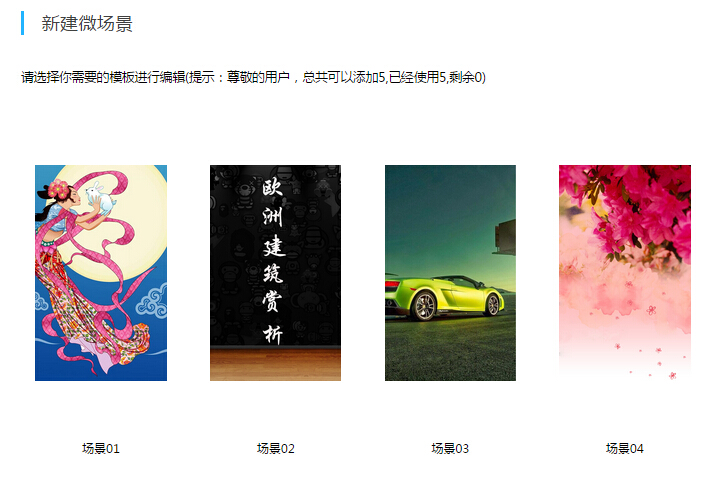 新建微场景
请选择你需要的模板进行编辑(提示：尊敬的用户，总共可以添加5,已经使用5,剩余0)
欧洲建筑赏析
场景01
场景02
场景03
场景04